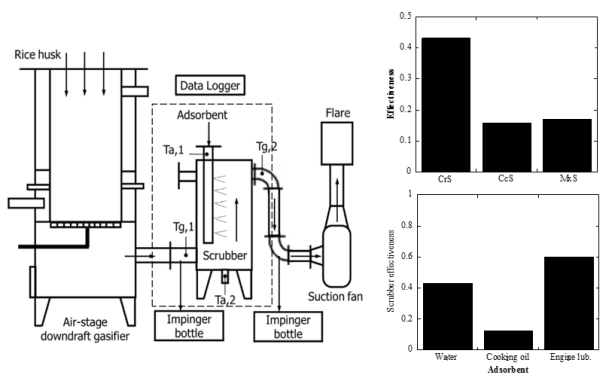 Rice husk
Data Logger
Adsorbent
Ta,1
Tg,2
Flare
Tg,1
Scrubber
Ta,2
Suction fan
Air-stage
downdraft gasifier
Impinger
bottle
Impinger
bottle
0.5
0.4
0.3
0.2
0.1
0
Effectiveness
CrS CcS MxS
1
0.8
0.6
0.4
0.2
0
Scrubber effectiveness
Water Cooking oil Engine lub.
Adsorbent